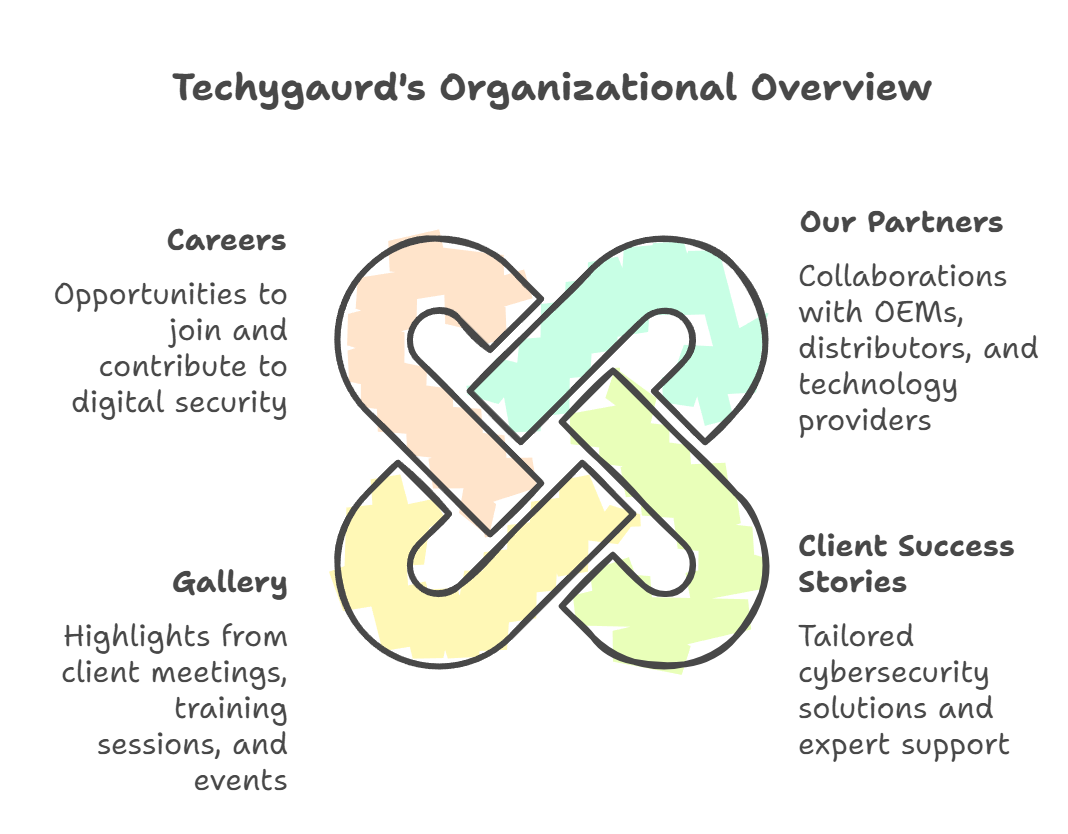 Techygaurd's Organizational Overview
Careers
Opportunities to
join and
contribute to
digital security
Our Partners
Collaborations
with OEMs,
distributors, and
technology
providers
Gallery
Highlights from
client meetings,
training
sessions, and
events
Client Success
Stories
Tailored
cybersecurity
solutions and
expert support